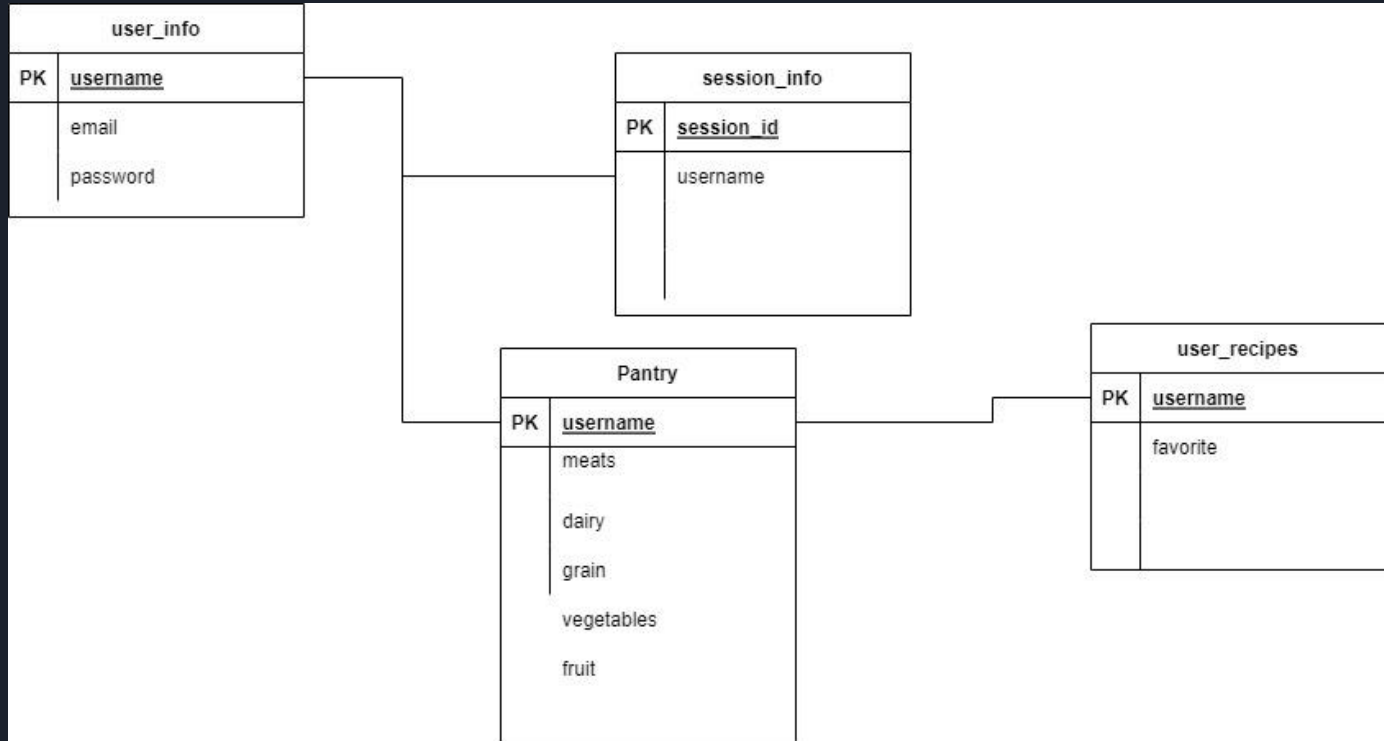 user_info
PK username
email
password
session_info
PK session_id
username
Pantry
PK username
meats
dairy
grain
vegetables
fruit
user_recipes
PK username
favorite